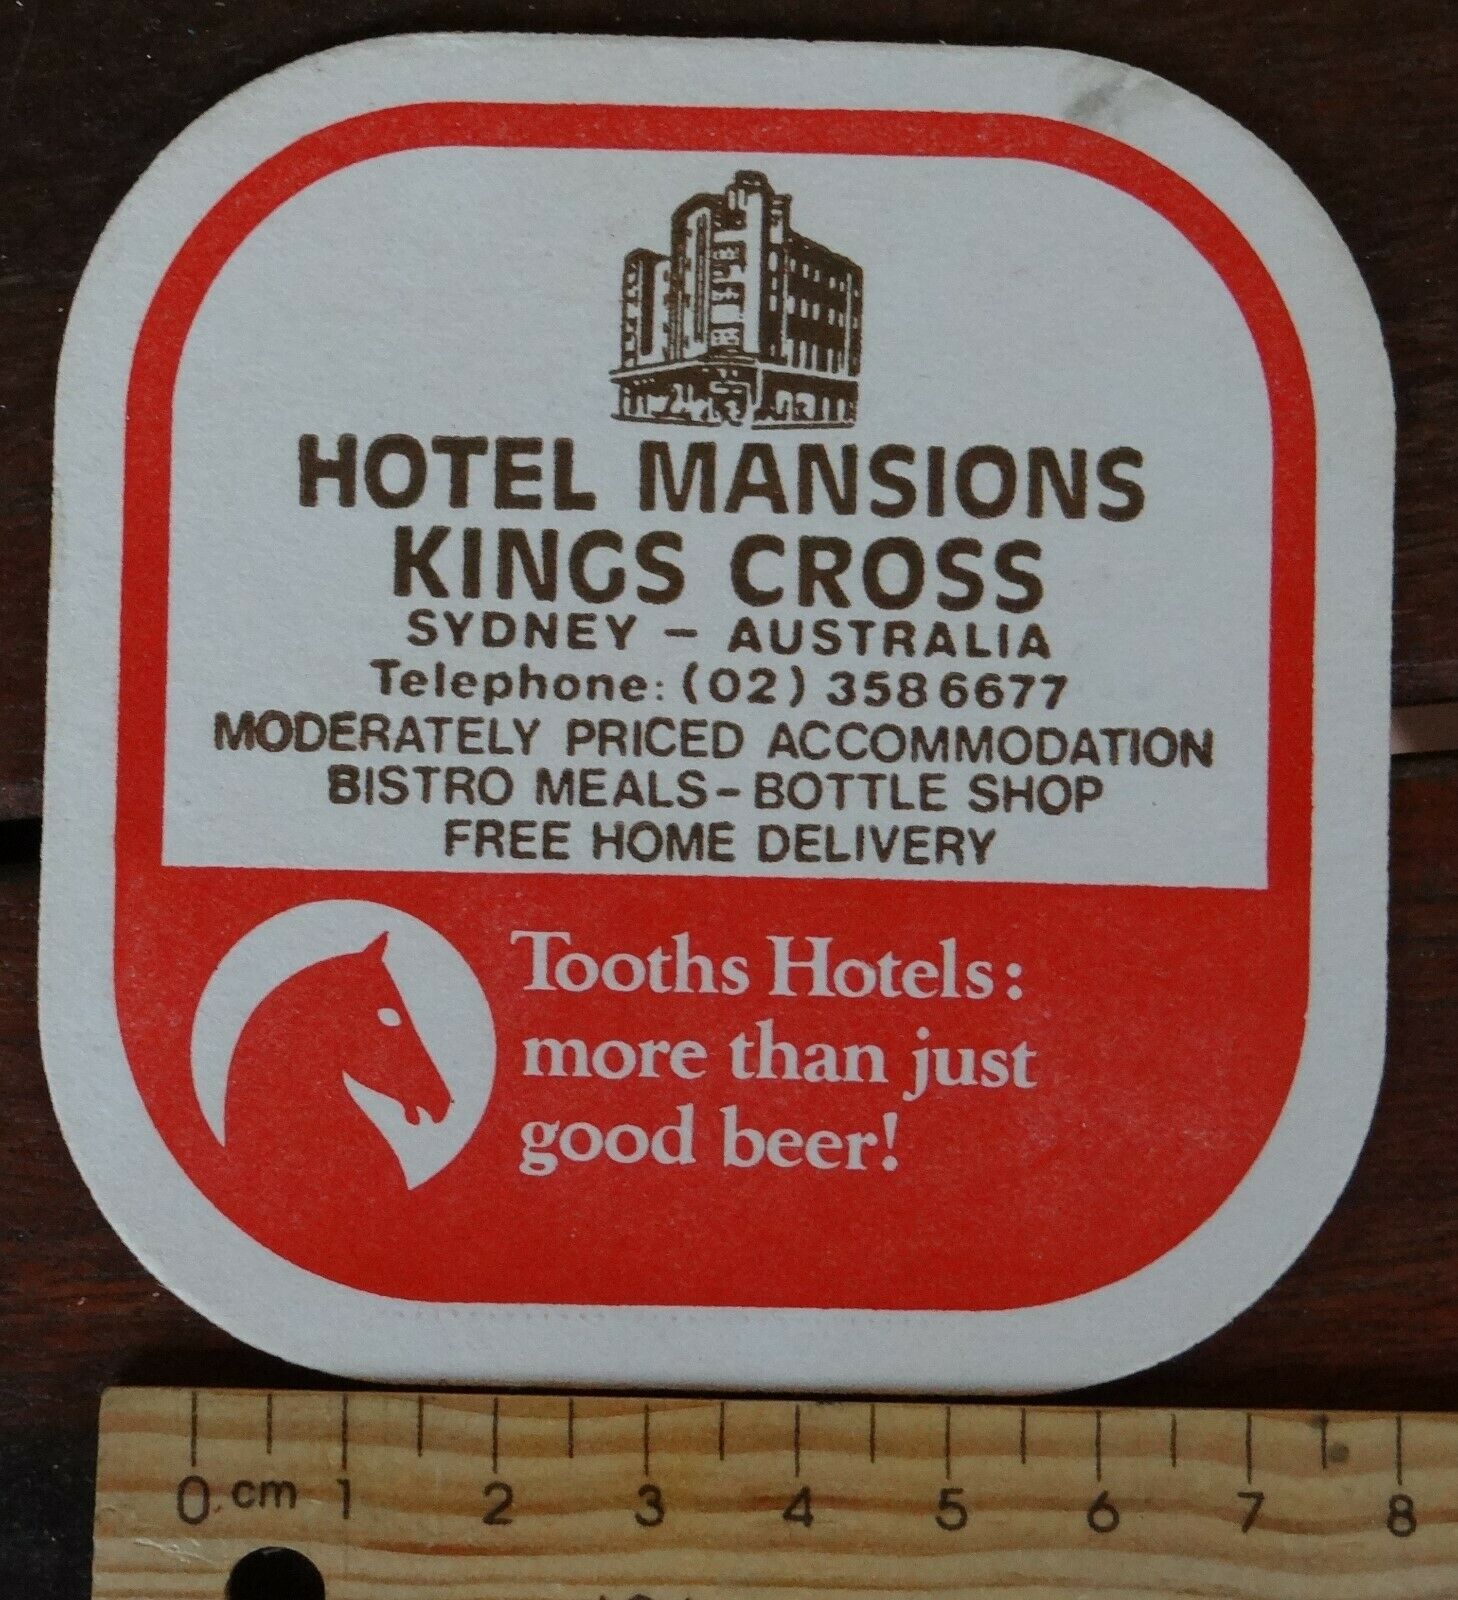 HOTEL MANSIONS
KINGS CROSS
SYDNEY – AUSTRALIA
Telephone: (02) 358 6677
MODERATELY PRICED ACCOMMODATION
BISTRO MEALS – BOTTLE SHOP
FREE HOME DELIVERY
Tooths Hotels:
more than just
good beer!
0 cm 1 2 3 4 5 6 7 8